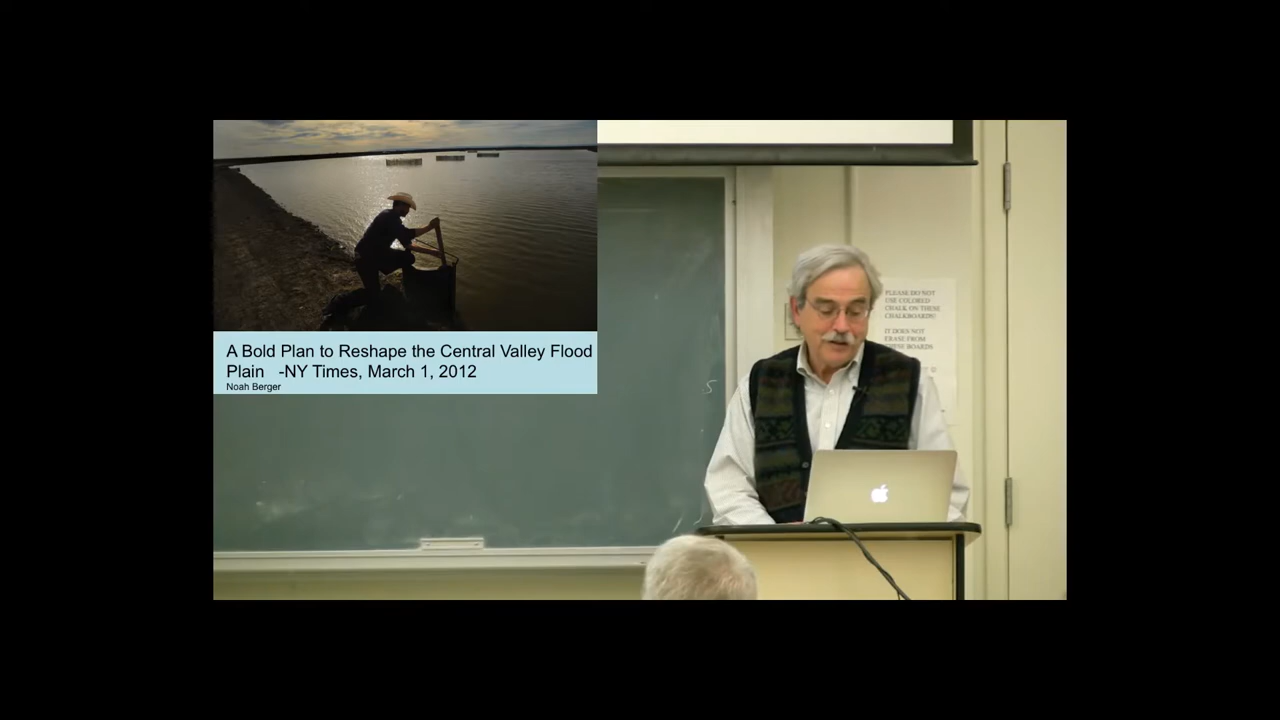 A Bold Plan to Reshape the Central Valley Flood
Plain -NY Times, March 1, 2012
Noah Berger
PLEASE DO NOT
USE COLORED
CHALK ON THESE
CHALKBOARDS!
IT DOES NOT
ERASE FROM
THESE BOARDS